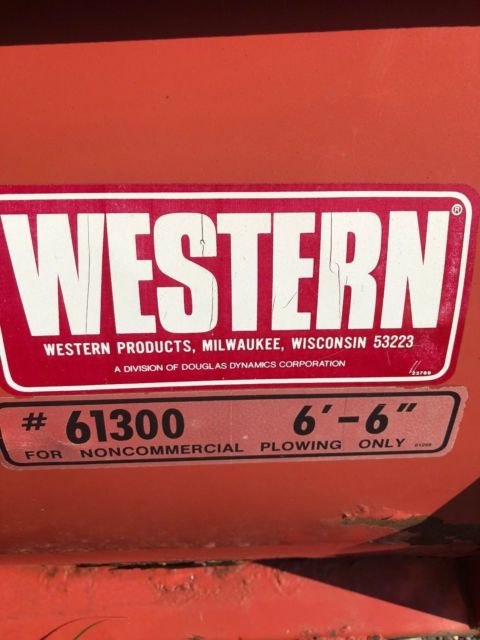 WESTERN®
WESTERN PRODUCTS, MILWAUKEE, WISCONSIN 53223
A DIVISION OF DOUGLAS DYNAMICS CORPORATION
# 61300 6'-6"
FOR NONCOMMERCIAL PLOWING ONLY